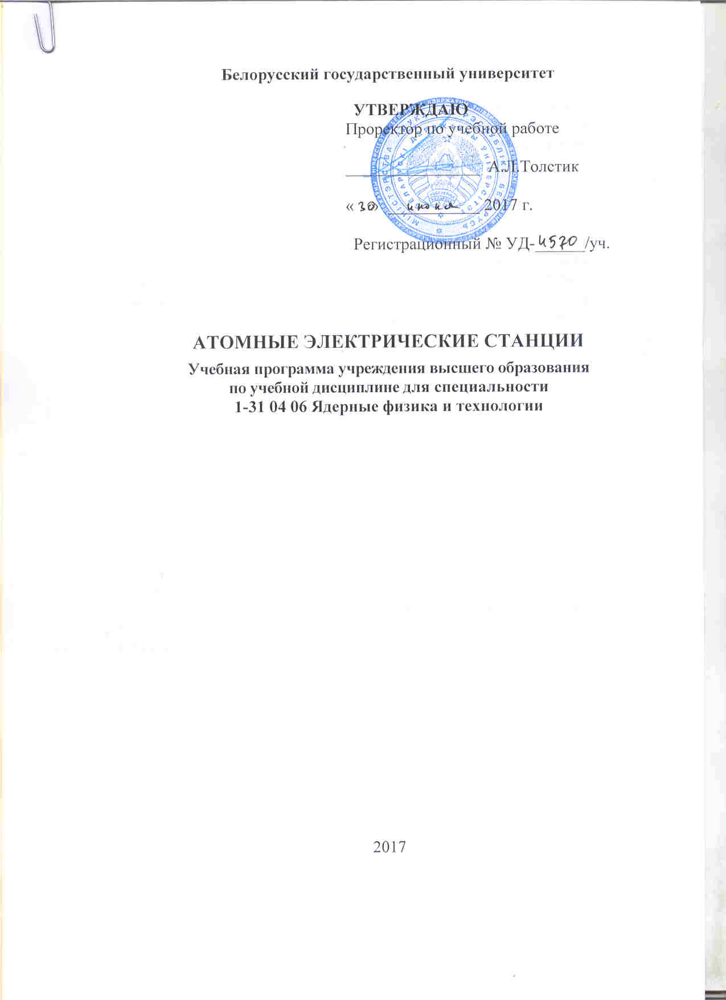 Белорусский государственный университет
УТВЕРЖДАЮ
Проректор по учебной работе
А.Л.Толстик
«30» июня 2017 г.
Регистрационный № УД-4570/уч.
АТОМНЫЕ ЭЛЕКТРИЧЕСКИЕ СТАНЦИИ
Учебная программа учреждения высшего образования
по учебной дисциплине для специальности
1-31 04 06 Ядерные физика и технологии
2017